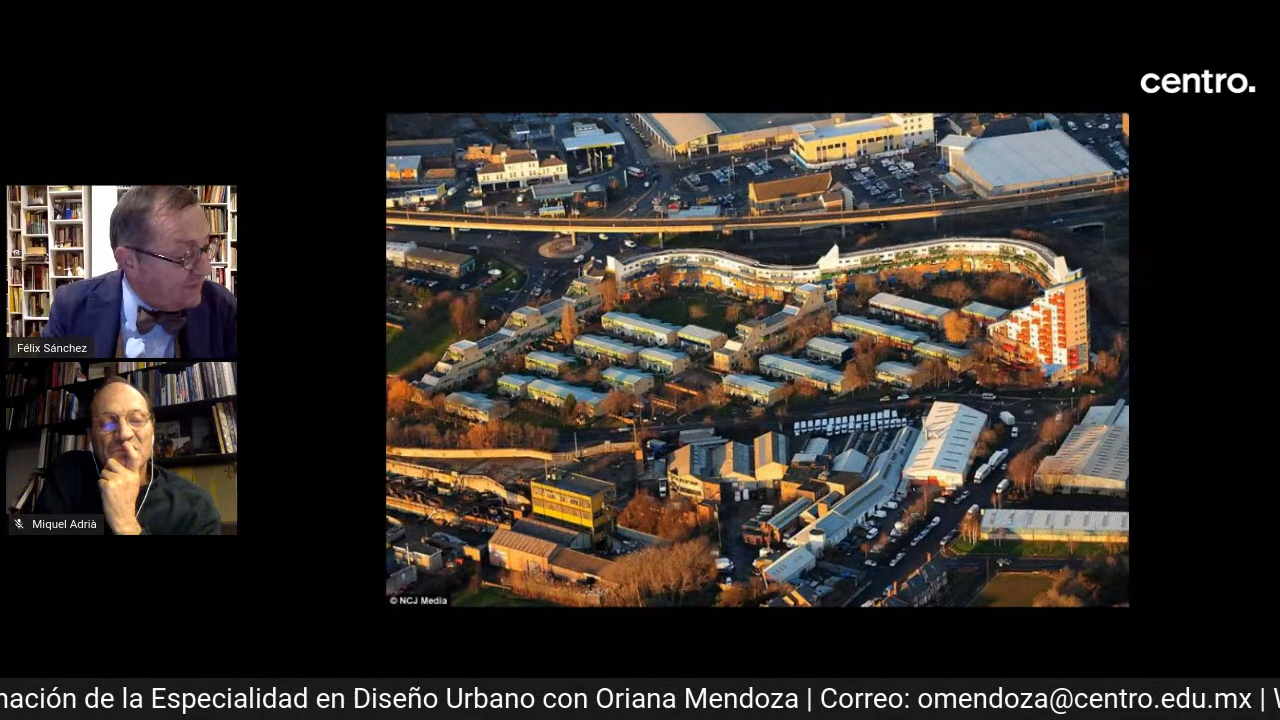 centro.
Félix Sánchez
Miquel Adrià
© NCJ Media
nación de la Especialidad en Diseño Urbano con Oriana Mendoza | Correo: omendoza@centro.edu.mx |